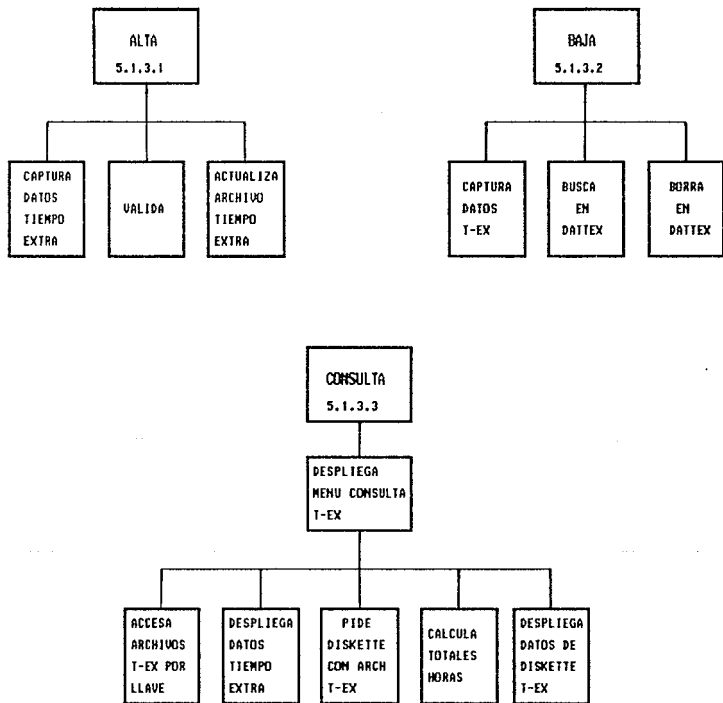 ALTA
5.1.3.1
CAPTURA
DATOS
TIEMPO
EXTRA
VALIDA
ACTUALIZA
ARCHIVO
TIEMPO
EXTRA
BAJA
5.1.3.2
CAPTURA
DATOS
T-EX
BUSCA
EN
DATTEX
BORRA
EN
DATTEX
CONSULTA
5.1.3.3
DESPLIEGA
MENU CONSULTA
T-EX
ACCESA
ARCHIVOS
T-EX POR
LLAVE
DESPLIEGA
DATOS
TIEMPO
EXTRA
PIDE
DISKETTE
CON ARCH
T-EX
CALCULA
TOTALES
HORAS
DESPLIEGA
DATOS DE
DISKETTE
T-EX